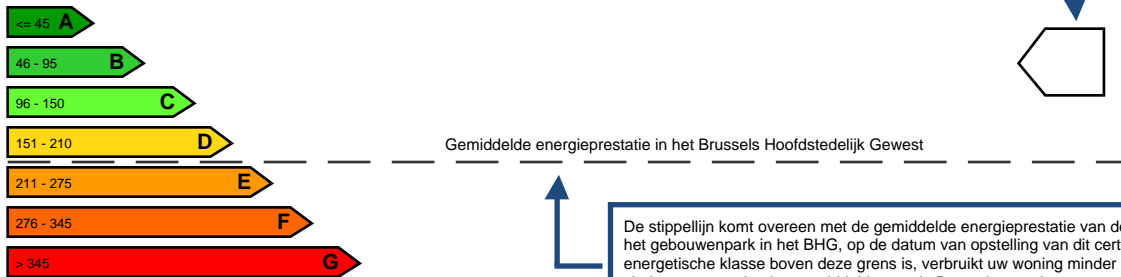 <= 45 A
46 - 95 B
96 - 150 C
151 - 210 D
Gemiddelde energieprestatie in het Brussels Hoofdstedelijk Gewest
211 - 275 E
276 - 345 F
> 345 G
De stippellijn komt overeen met de gemiddelde energieprestatie van
het gebouwenpark in het BHG, op de datum van opstelling van dit
energetische klasse boven deze grens is, verbruikt uw woning minder